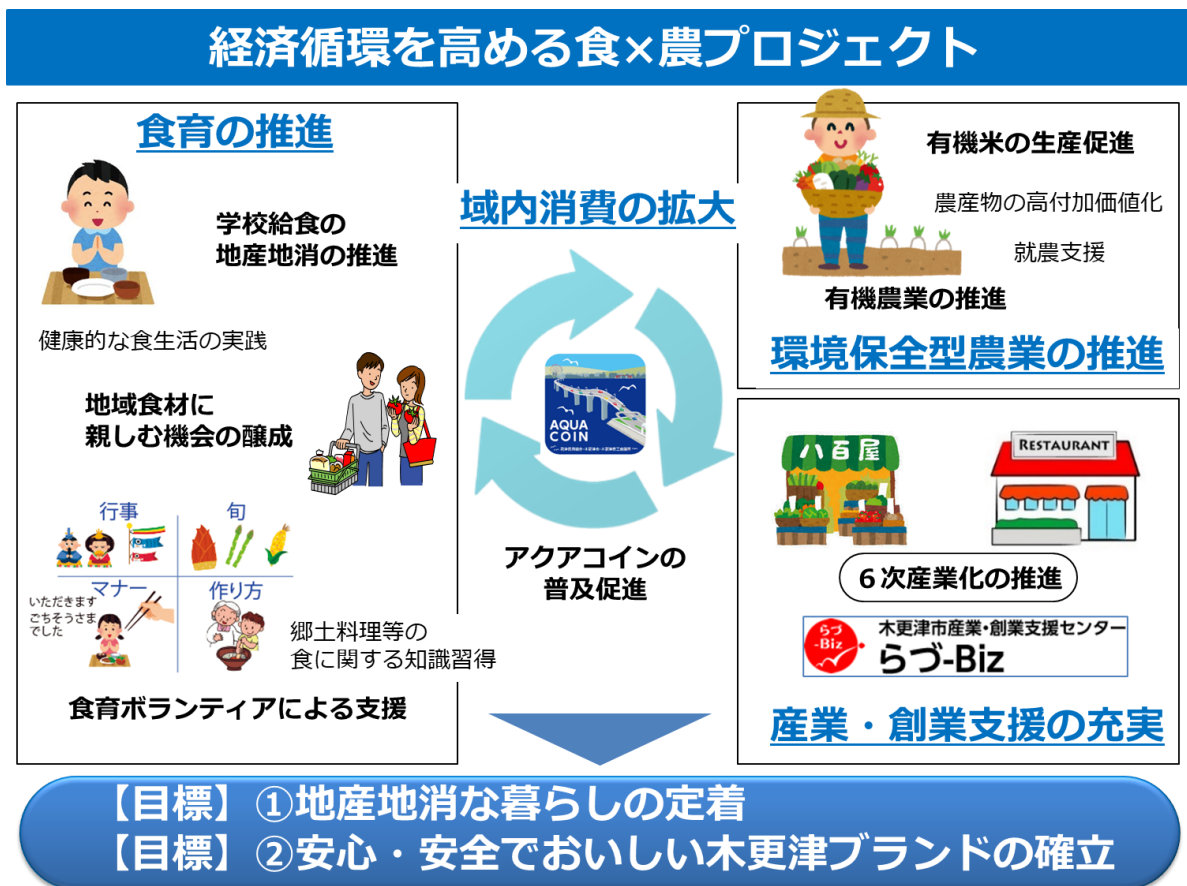 経済循環を高める食×農プロジェクト
食育の推進
学校給食の
地産地消の推進
健康的な食生活の実践
地域食材に
親しむ機会の醸成
行事
旬
マナー
いただきます
ごちそうさま
でした
作り方
郷土料理等の
食に関する知識習得
食育ボランティアによる支援
域内消費の拡大
AQUA
COIN
アクアコインの
普及促進
有機米の生産促進
農産物の高付加価値化
就農支援
有機農業の推進
環境保全型農業の推進
八百屋
RESTAURANT
６次産業化の推進
らづ
-Biz
木更津市産業・創業支援センター
らづ-Biz
産業・創業支援の充実
【目標】①地産地消な暮らしの定着
【目標】②安心・安全でおいしい木更津ブランドの確立